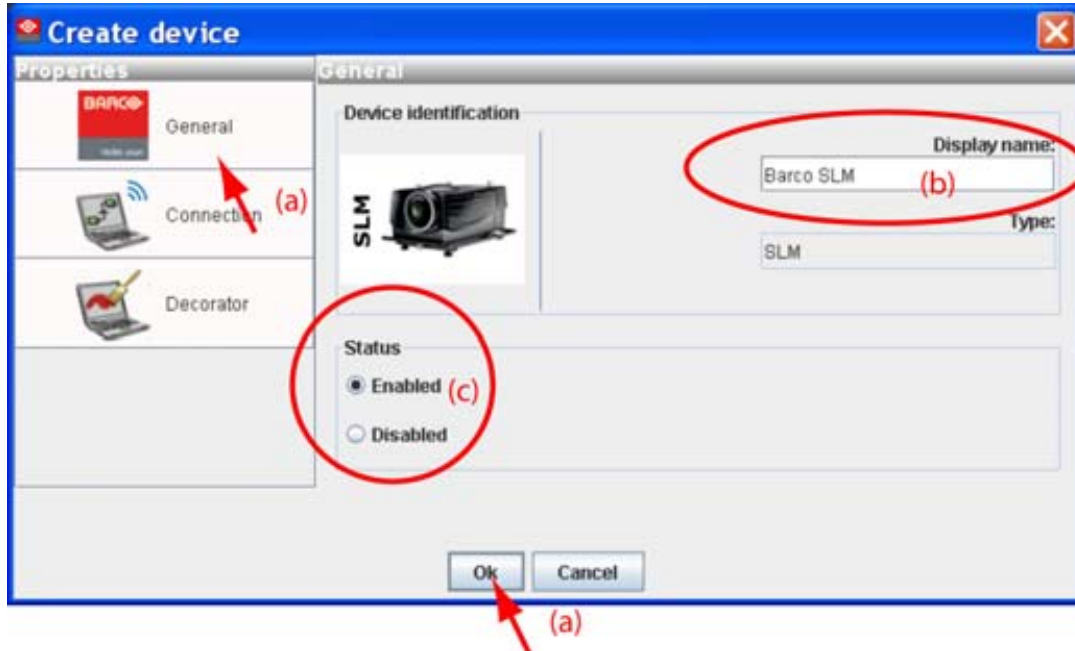 Create device
Properties
General
BARCO
General
Connection
(a)
Decorator
Device identification
SLM
Display name:
Barco SLM
(b)
Type:
SLM
Status
Enabled
(c)
Disabled
Ok
Cancel
(a)